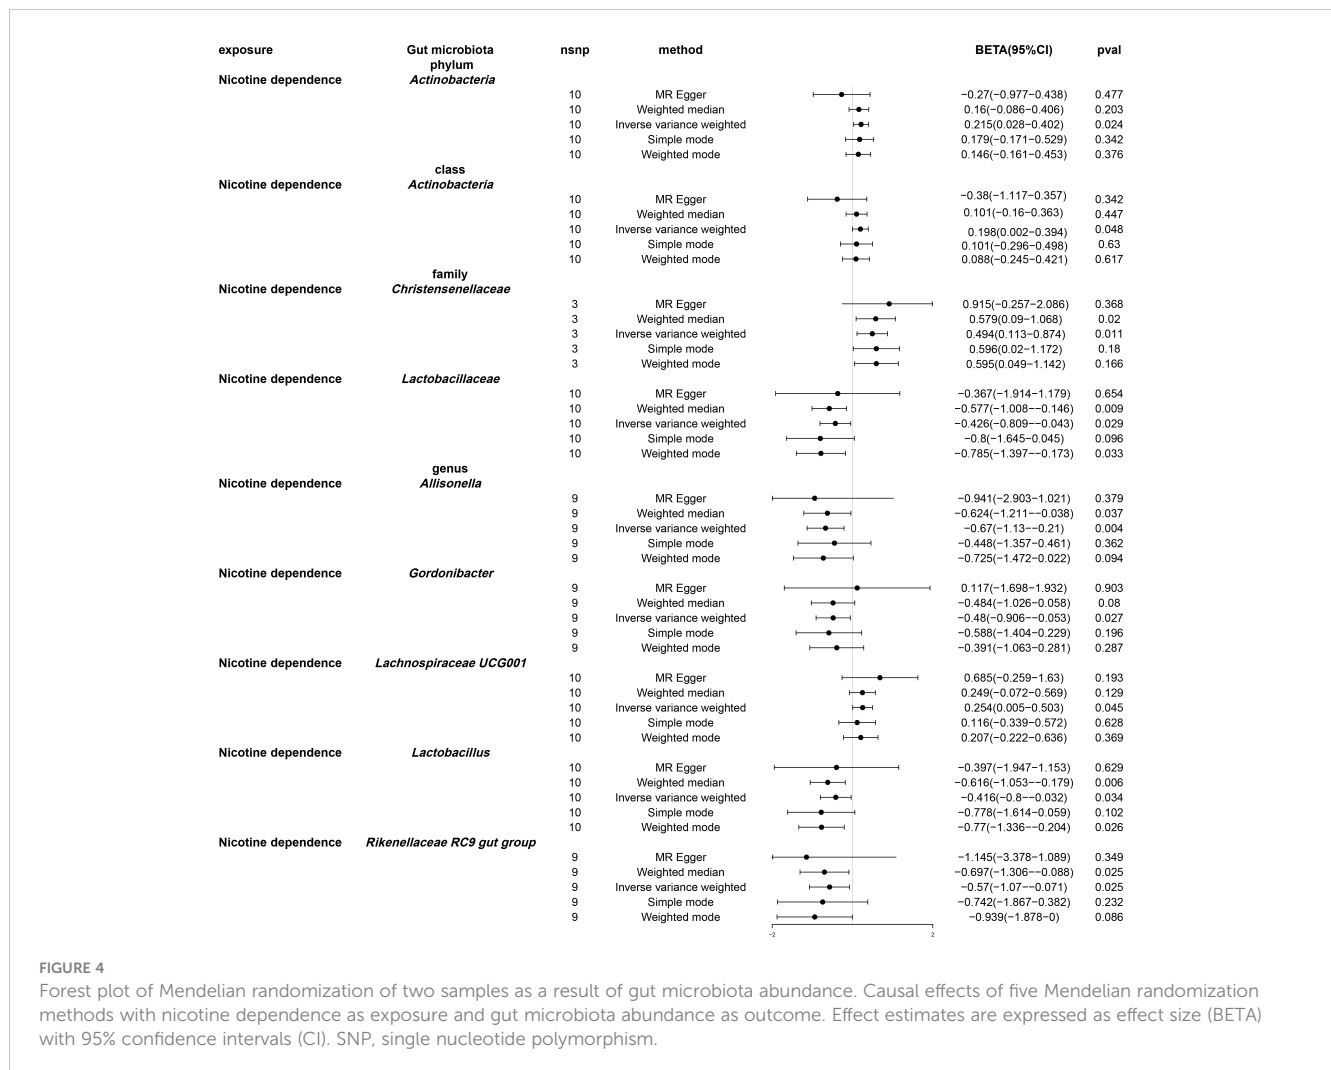 exposure Gut microbiota nsnp method BETA(95%CI) pval
phylum
Nicotine dependence Actinobacteria
10 MR Egger −0.27(−0.977−0.438) 0.477
10 Weighted median 0.16(−0.086−0.406) 0.203
10 Inverse variance weighted 0.215(0.028−0.402) 0.024
10 Simple mode 0.179(−0.171−0.529) 0.342
10 Weighted mode 0.146(−0.161−0.453) 0.376
class
Nicotine dependence Actinobacteria
10 MR Egger −0.38(−1.117−0.357) 0.342
10 Weighted median 0.101(−0.16−0.363) 0.447
10 Inverse variance weighted 0.198(0.002−0.394) 0.048
10 Simple mode 0.101(−0.296−0.498) 0.63
10 Weighted mode 0.088(−0.245−0.421) 0.617
family
Nicotine dependence Christensenellaceae
3 MR Egger 0.915(−0.257−2.086) 0.368
3 Weighted median 0.579(0.09−1.068) 0.02
3 Inverse variance weighted 0.494(0.113−0.874) 0.011
3 Simple mode 0.596(0.02−1.172) 0.18
3 Weighted mode 0.595(0.049−1.142) 0.166
Nicotine dependence Lactobacillaceae
10 MR Egger −0.367(−1.914−1.179) 0.654
10 Weighted median −0.577(−1.008−−0.146) 0.009
10 Inverse variance weighted −0.426(−0.809−−0.043) 0.029
10 Simple mode −0.8(−1.645−0.045) 0.096
10 Weighted mode −0.785(−1.397−−0.173) 0.033
genus
Nicotine dependence Allisonella
9 MR Egger −0.941(−2.903−1.021) 0.379
9 Weighted median −0.624(−1.211−−0.038) 0.037
9 Inverse variance weighted −0.67(−1.13−−0.21) 0.004
9 Simple mode −0.448(−1.357−0.461) 0.362
9 Weighted mode −0.725(−1.472−0.022) 0.094
Nicotine dependence Gordonibacter
9 MR Egger 0.117(−1.698−1.932) 0.903
9 Weighted median −0.484(−1.026−0.058) 0.08
9 Inverse variance weighted −0.48(−0.906−−0.053) 0.027
9 Simple mode −0.588(−1.404−0.229) 0.196
9 Weighted mode −0.391(−1.063−0.281) 0.287
Nicotine dependence Lachnospiraceae UCG001
10 MR Egger 0.685(−0.259−1.63) 0.193
10 Weighted median 0.249(−0.072−0.569) 0.129
10 Inverse variance weighted 0.254(0.005−0.503) 0.045
10 Simple mode 0.116(−0.339−0.572) 0.628
10 Weighted mode 0.207(−0.222−0.636) 0.369
Nicotine dependence Lactobacillus
10 MR Egger −0.397(−1.947−1.153) 0.629
10 Weighted median −0.616(−1.053−−0.179) 0.006
10 Inverse variance weighted −0.416(−0.8−−0.032) 0.034
10 Simple mode −0.778(−1.614−0.059) 0.102
10 Weighted mode −0.77(−1.336−−0.204) 0.026
Nicotine dependence Rikenellaceae RC9 gut group
9 MR Egger −1.145(−3.378−1.089) 0.349
9 Weighted median −0.697(−1.306−−0.088) 0.025
9 Inverse variance weighted −0.57(−1.07−−0.071) 0.025
9 Simple mode −0.742(−1.867−0.382) 0.232
9 Weighted mode −0.939(−1.878−0) 0.086
−2 2
FIGURE 4
Forest plot of Mendelian randomization of two samples as a result of gut microbiota abundance. Causal effects of five Mendelian randomization
methods with nicotine dependence as exposure and gut microbiota abundance as outcome. Effect estimates are expressed as effect size (BETA)
with 95% confidence intervals (CI). SNP, single nucleotide polymorphism.